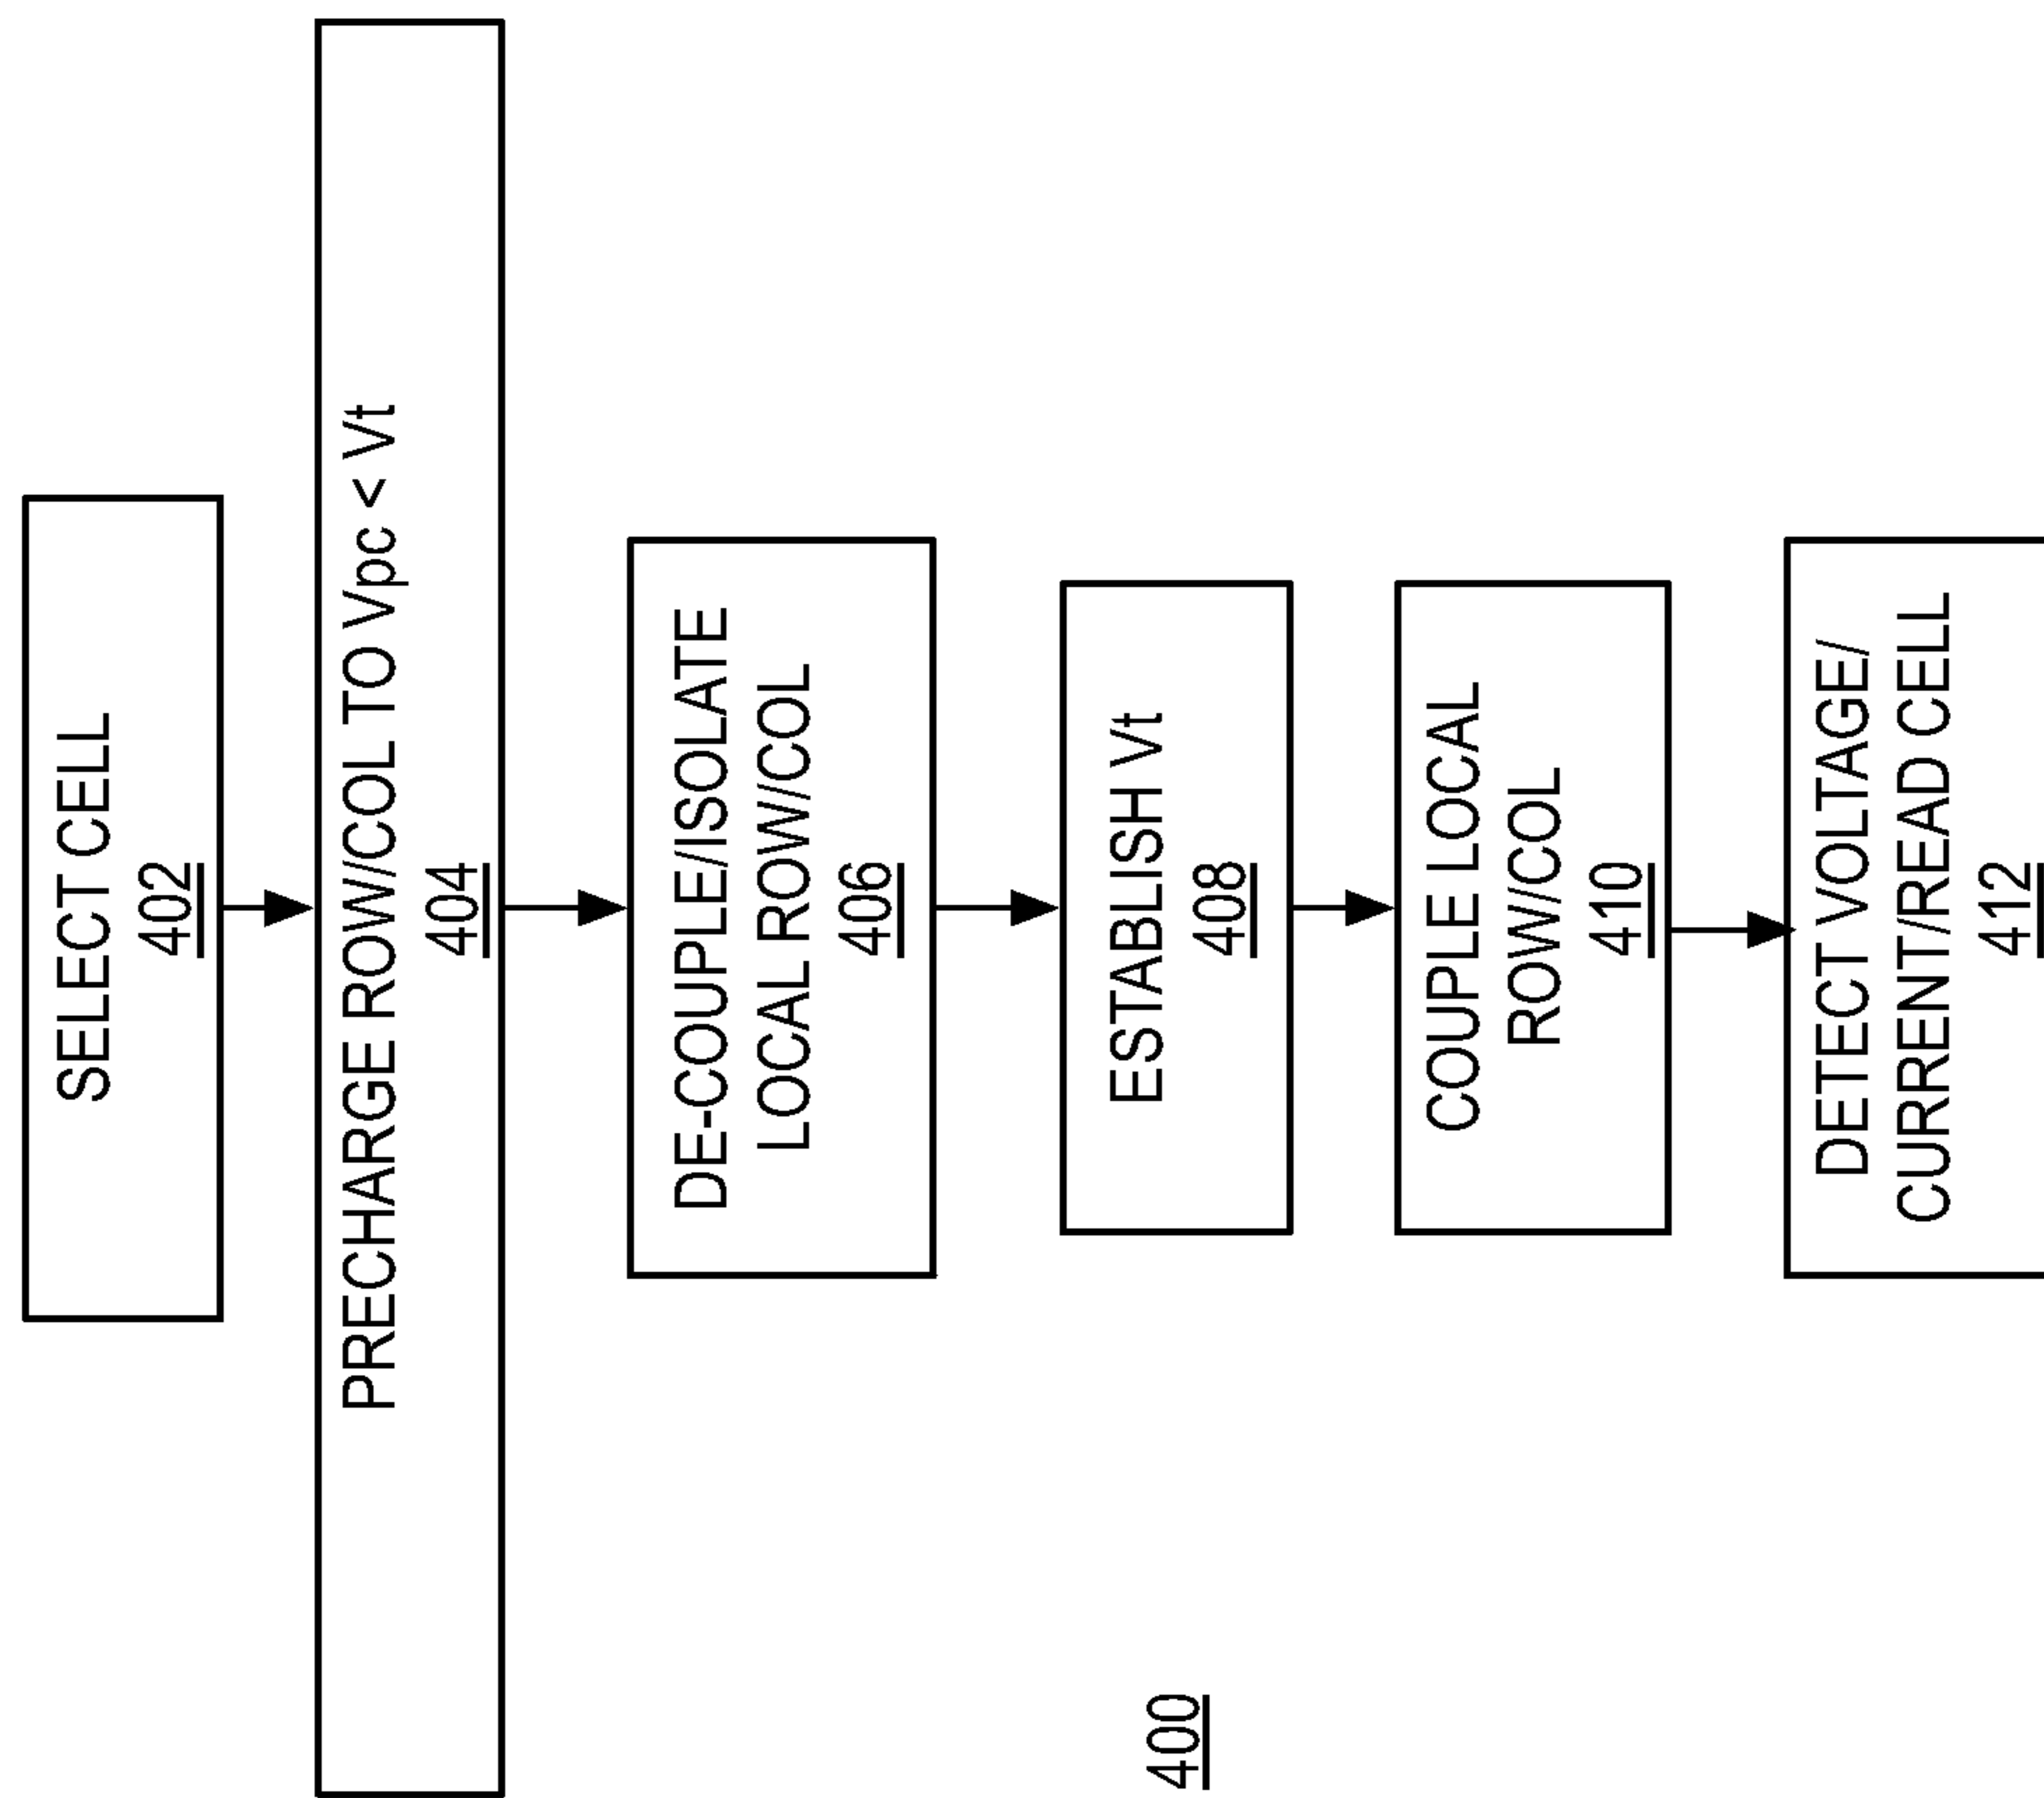 SELECT CELL
402
PRECHARGE ROW/COL TO Vpc < Vt
404
DE-COUPLE/ISOLATE
LOCAL ROW/COL
406
ESTABLISH Vt
408
COUPLE LOCAL
ROW/COL
410
DETECT VOLTAGE/
CURRENT/READ CELL
412
400